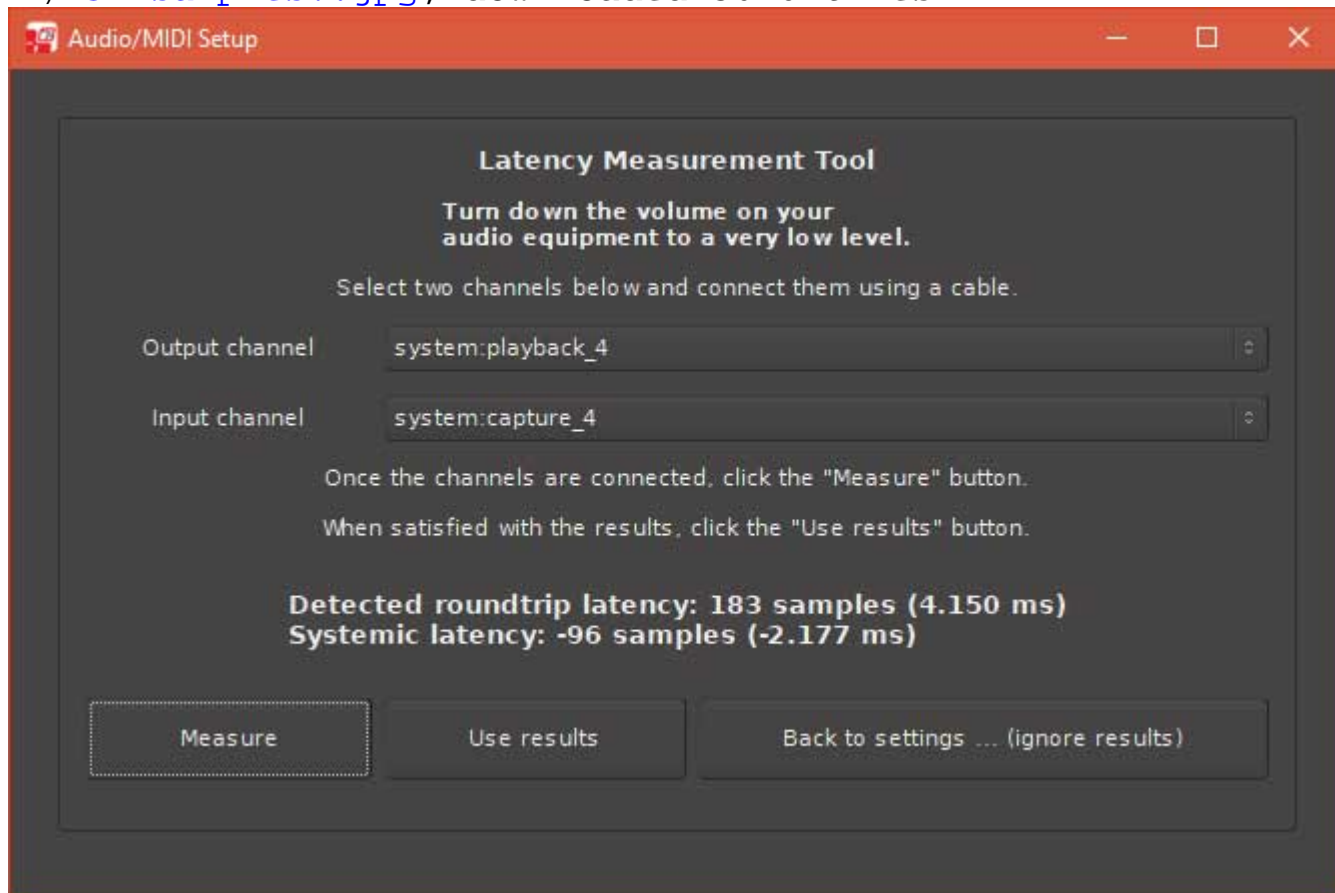 Audio/MIDI Setup
Latency Measurement Tool
Turn down the volume on your
audio equipment to a very low level.
Select two channels below and connect them using a cable.
Output channel system:playback_4
Input channel system:capture_4
Once the channels are connected, click the "Measure" button.
When satisfied with the results, click the "Use results" button.
Detected roundtrip latency: 183 samples (4.150 ms)
Systemic latency: -96 samples (-2.177 ms)
Measure Use results Back to settings ... (ignore results)